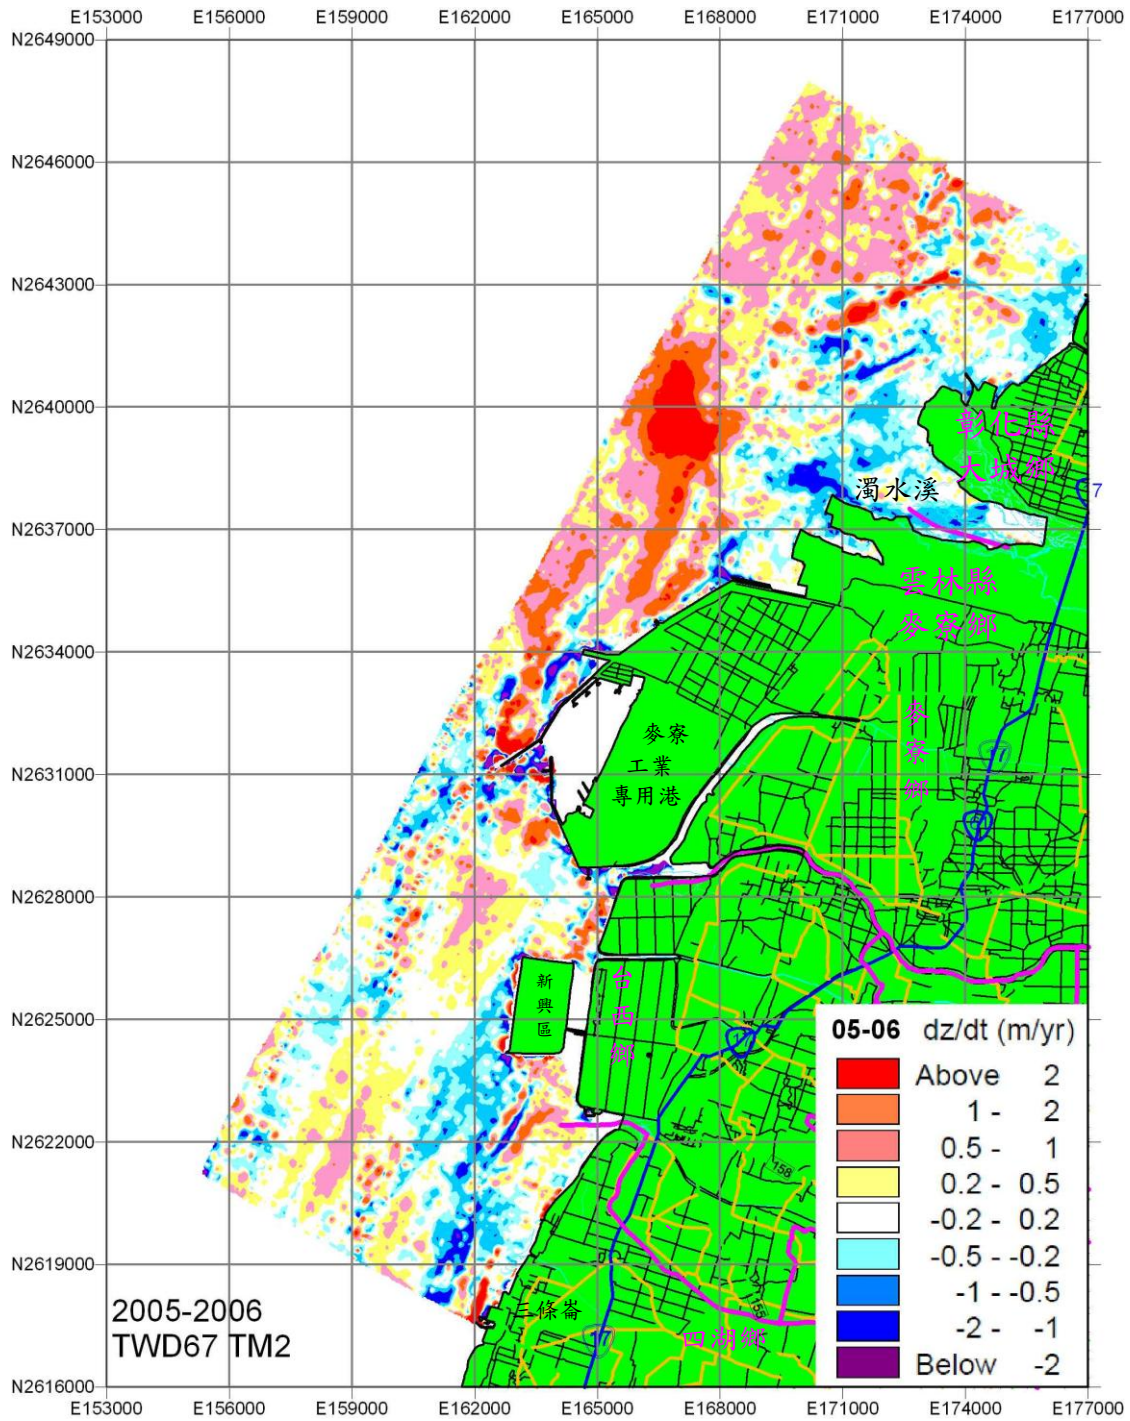 E153000 E156000 E159000 E162000 E165000 E168000 E171000 E174000 E177000
N2649000
N2646000
N2643000
N2640000
彰化縣
大城鄉
濁水溪
7
N2637000
雲林縣
麥寮鄉
N2634000
麥寮
工業
專用港
麥
寮
鄉
17
N2631000
N2628000
新
興
區
台
西
鄉
N2625000
N2622000
158
N2619000
155
三條崙
四湖鄉
17
05-06 dz/dt (m/yr)
Above 2
1 - 2
0.5 - 1
0.2 - 0.5
-0.2 - 0.2
-0.5 - -0.2
-1 - -0.5
-2 - -1
Below -2
2005-2006
TWD67 TM2
N2616000
E153000 E156000 E159000 E162000 E165000 E168000 E171000 E174000 E177000